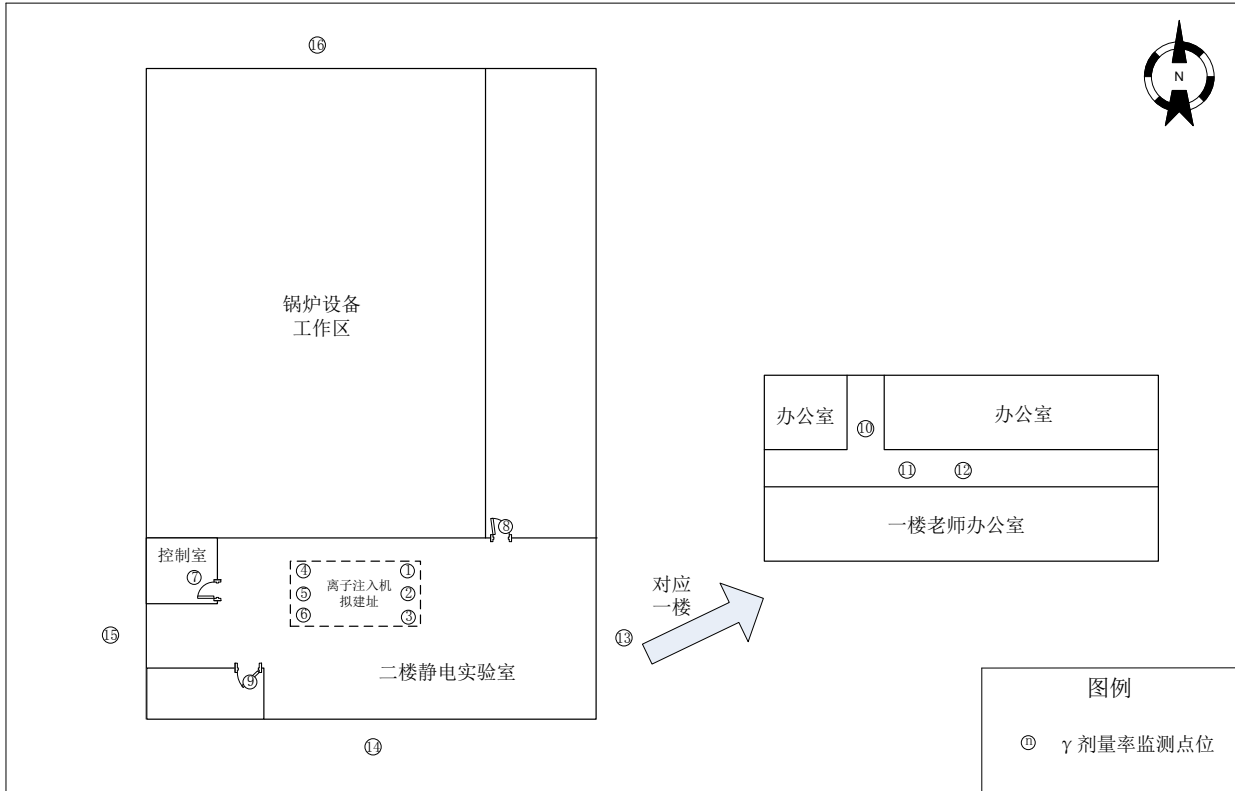 ⑯
N
锅炉设备
工作区
办公室
⑩
办公室
⑪
⑫
一楼老师办公室
⑧
控制室
⑦
④
⑤
⑥
离子注入机
拟建址
①
②
③
对应
一楼
⑬
⑮
⑨
二楼静电实验室
⑭
图例
ⓝ γ 剂量率监测点位